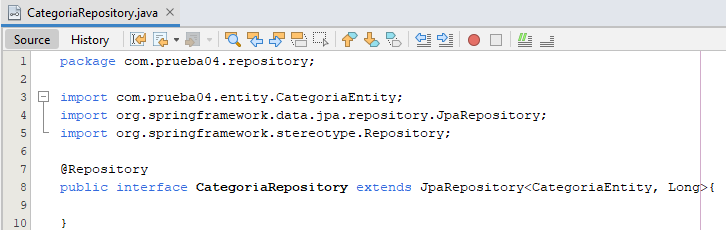 CategoriaRepository.java
Source History
1 package com.prueba04.repository;
2
3 import com.prueba04.entity.CategoriaEntity;
4 import org.springframework.data.jpa.repository.JpaRepository;
5 import org.springframework.stereotype.Repository;
6
7 @Repository
8 public interface CategoriaRepository extends JpaRepository<CategoriaEntity, Long>{
9
10 }